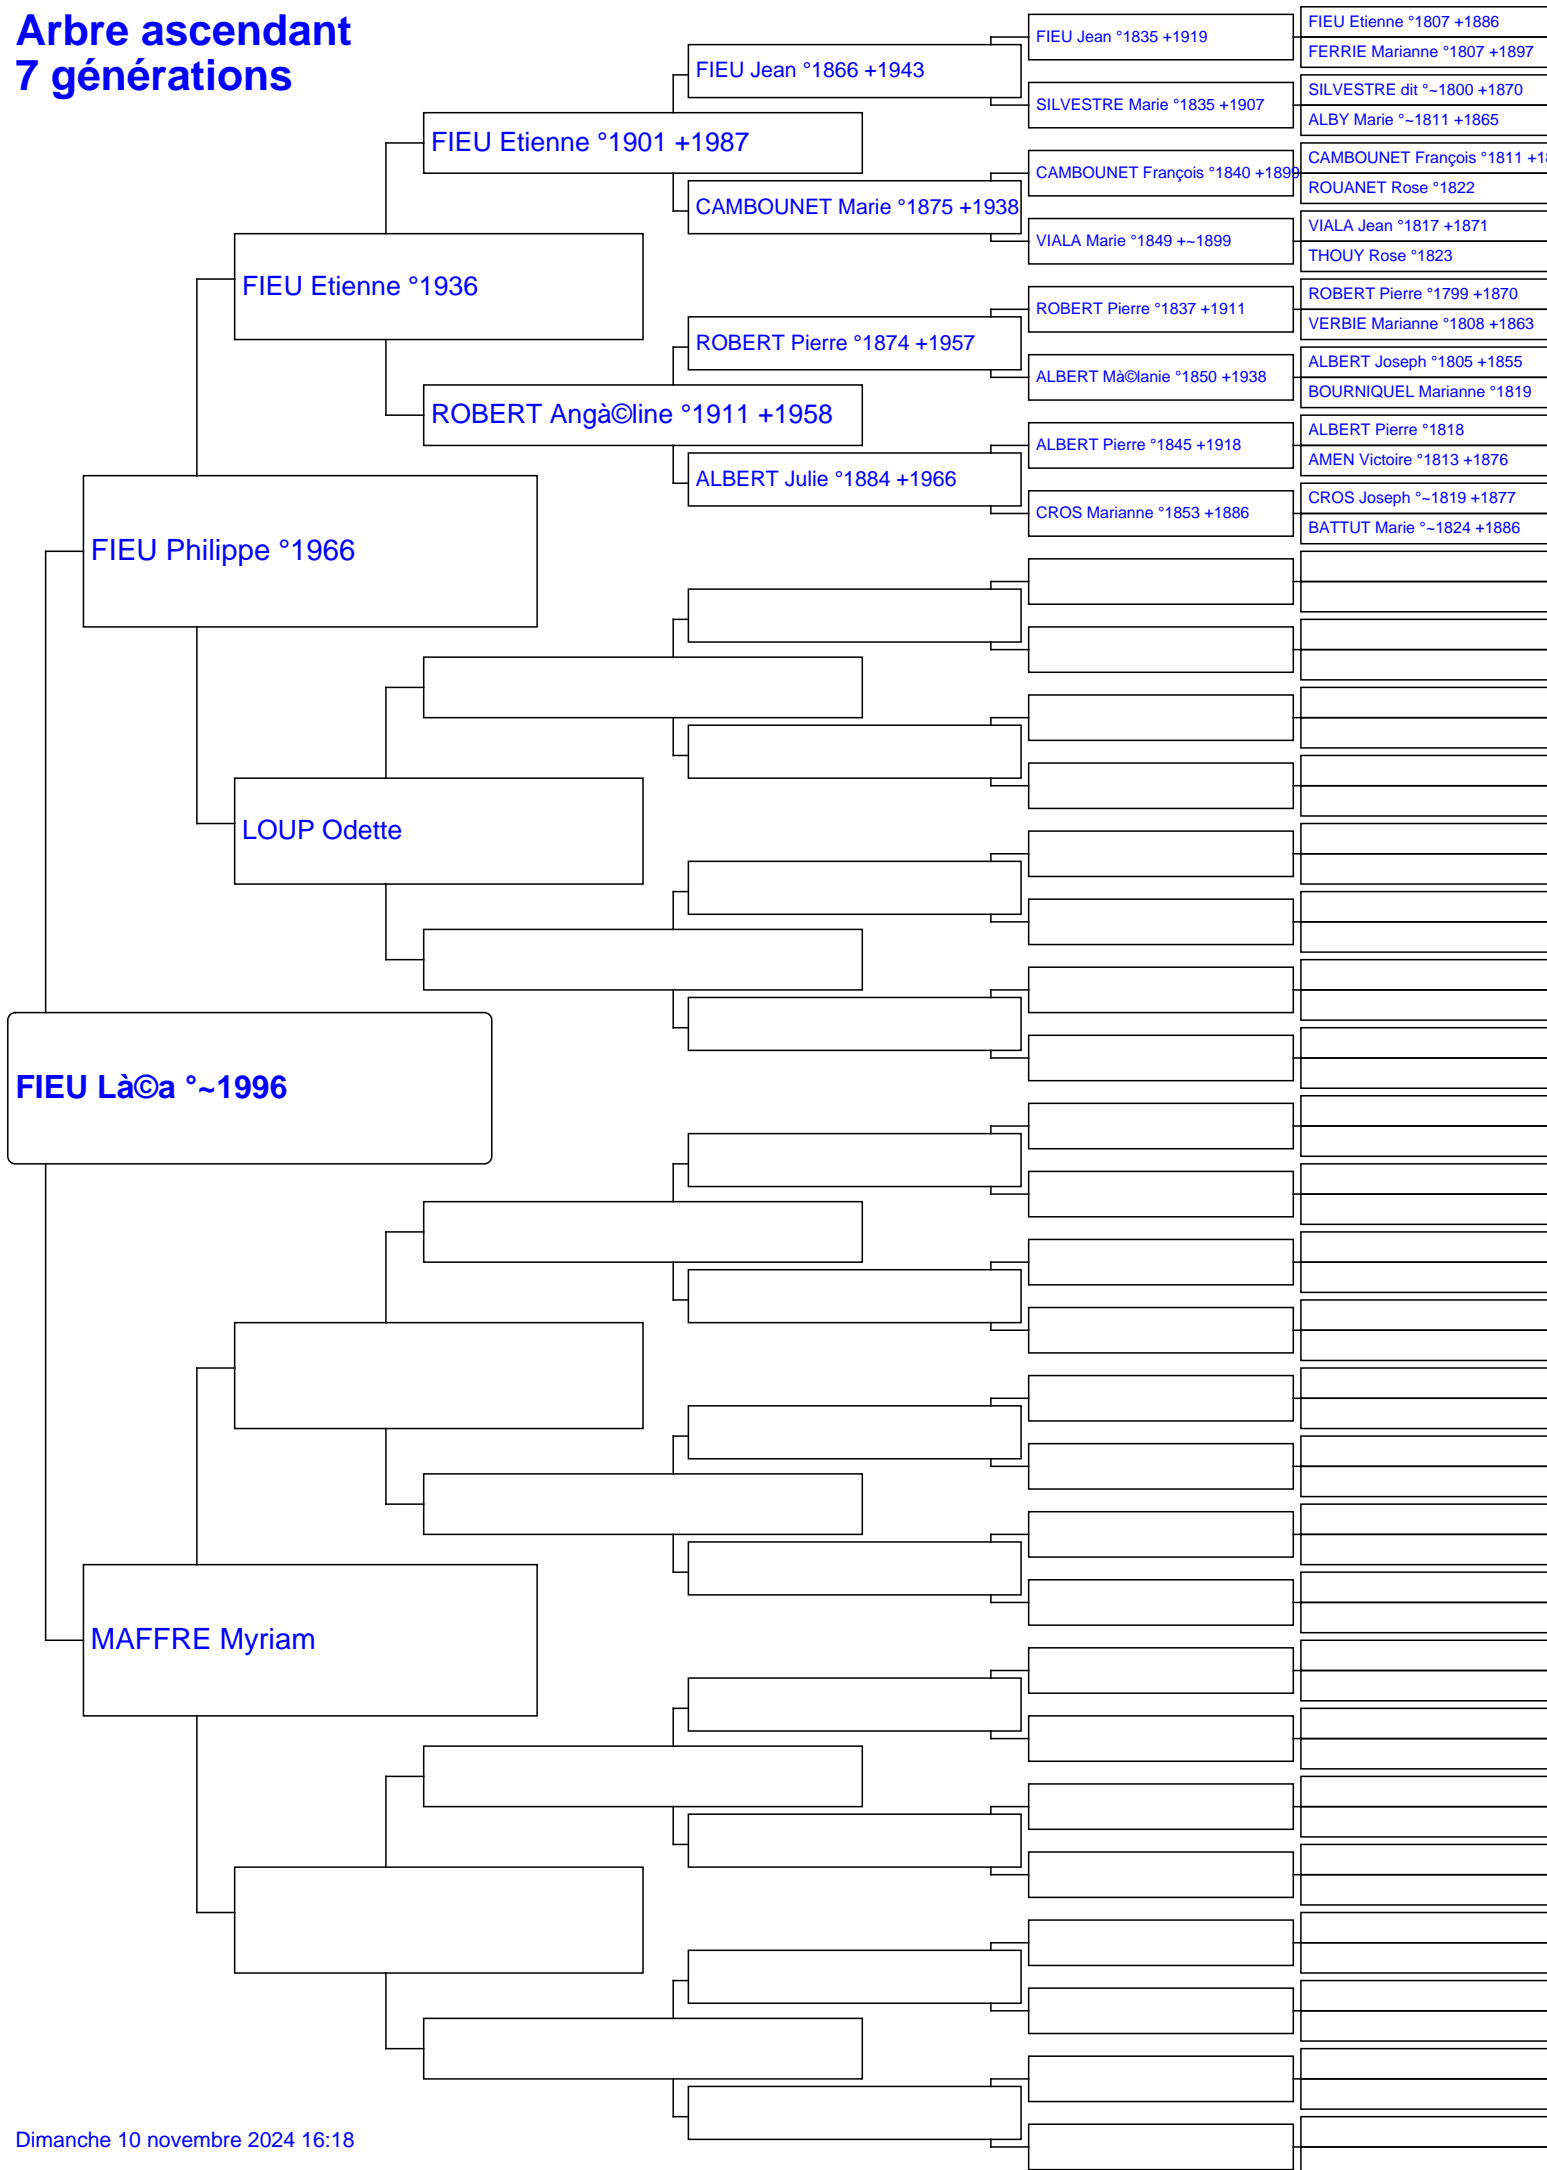 Arbre ascendant
7 générations
FIEU Là©a °~1996
FIEU Philippe °1966
MAFFRE Myriam
FIEU Etienne °1936
LOUP Odette
FIEU Etienne °1901 +1987
ROBERT Angà©line °1911 +1958
FIEU Jean °1866 +1943
CAMBOUNET Marie °1875 +1938
ROBERT Pierre °1874 +1957
ALBERT Julie °1884 +1966
FIEU Jean °1835 +1919
SILVESTRE Marie °1835 +1907
CAMBOUNET François °1840 +1899
VIALA Marie °1849 +~1899
ROBERT Pierre °1837 +1911
ALBERT Mà©lanie °1850 +1938
ALBERT Pierre °1845 +1918
CROS Marianne °1853 +1886
FIEU Etienne °1807 +1886
FERRIE Marianne °1807 +1897
SILVESTRE dit °~1800 +1870
ALBY Marie °~1811 +1865
CAMBOUNET François °1811
ROUANET Rose °1822
VIALA Jean °1817 +1871
THOUY Rose °1823
ROBERT Pierre °1799 +1870
VERBIE Marianne °1808 +1863
ALBERT Joseph °1805 +1855
BOURNIQUEL Marianne °1819
ALBERT Pierre °1818
AMEN Victoire °1813 +1876
CROS Joseph °~1819 +1877
BATTUT Marie °~1824 +1886
Dimanche 10 novembre 2024 16:18